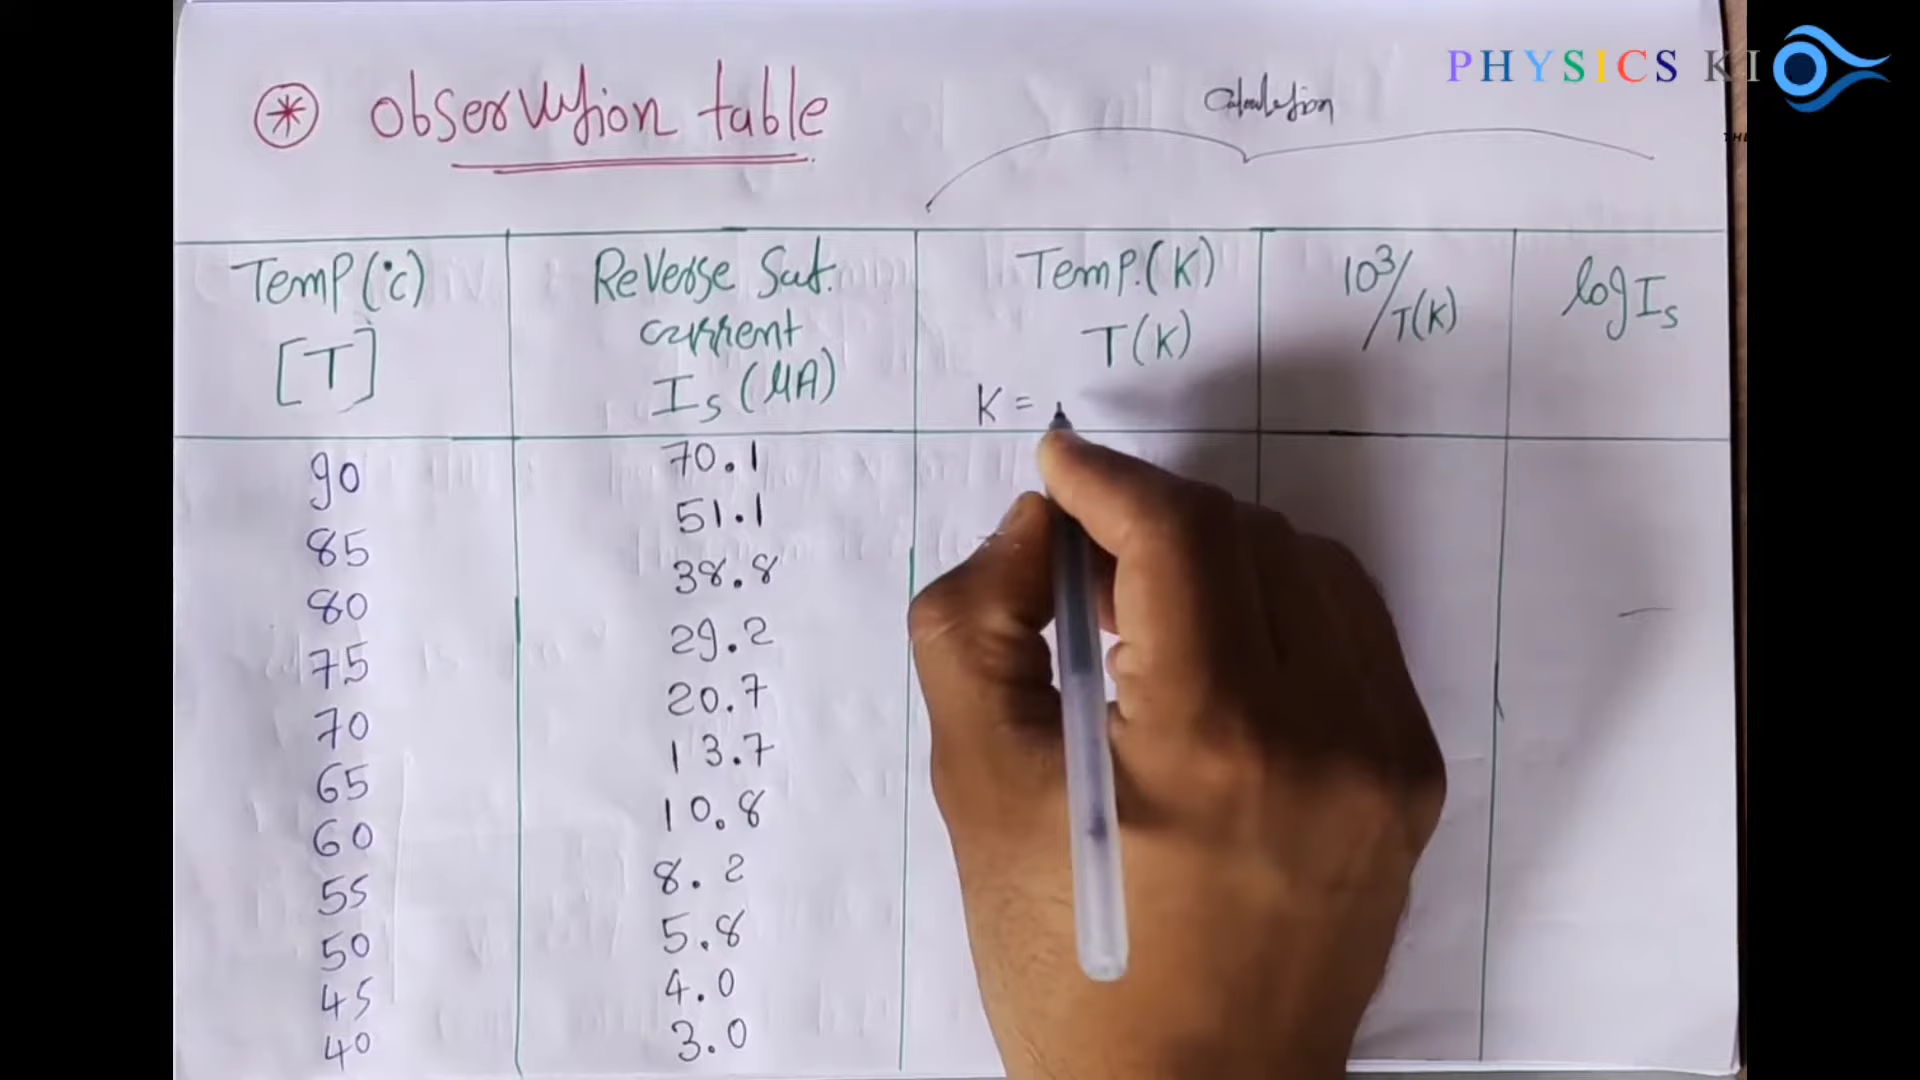 PHYSICS KI
Calculation
* Observation table
Temp (°c)
[T]
Reverse Sat.
current
Is (μA)
Temp. (K)
T(K)
K =
10³/T(K)
log Is
90 70.1
85 51.1
80 38.8
75 29.2
70 20.7
65 13.7
60 10.8
55 8.2
50 5.8
45 4.0
40 3.0